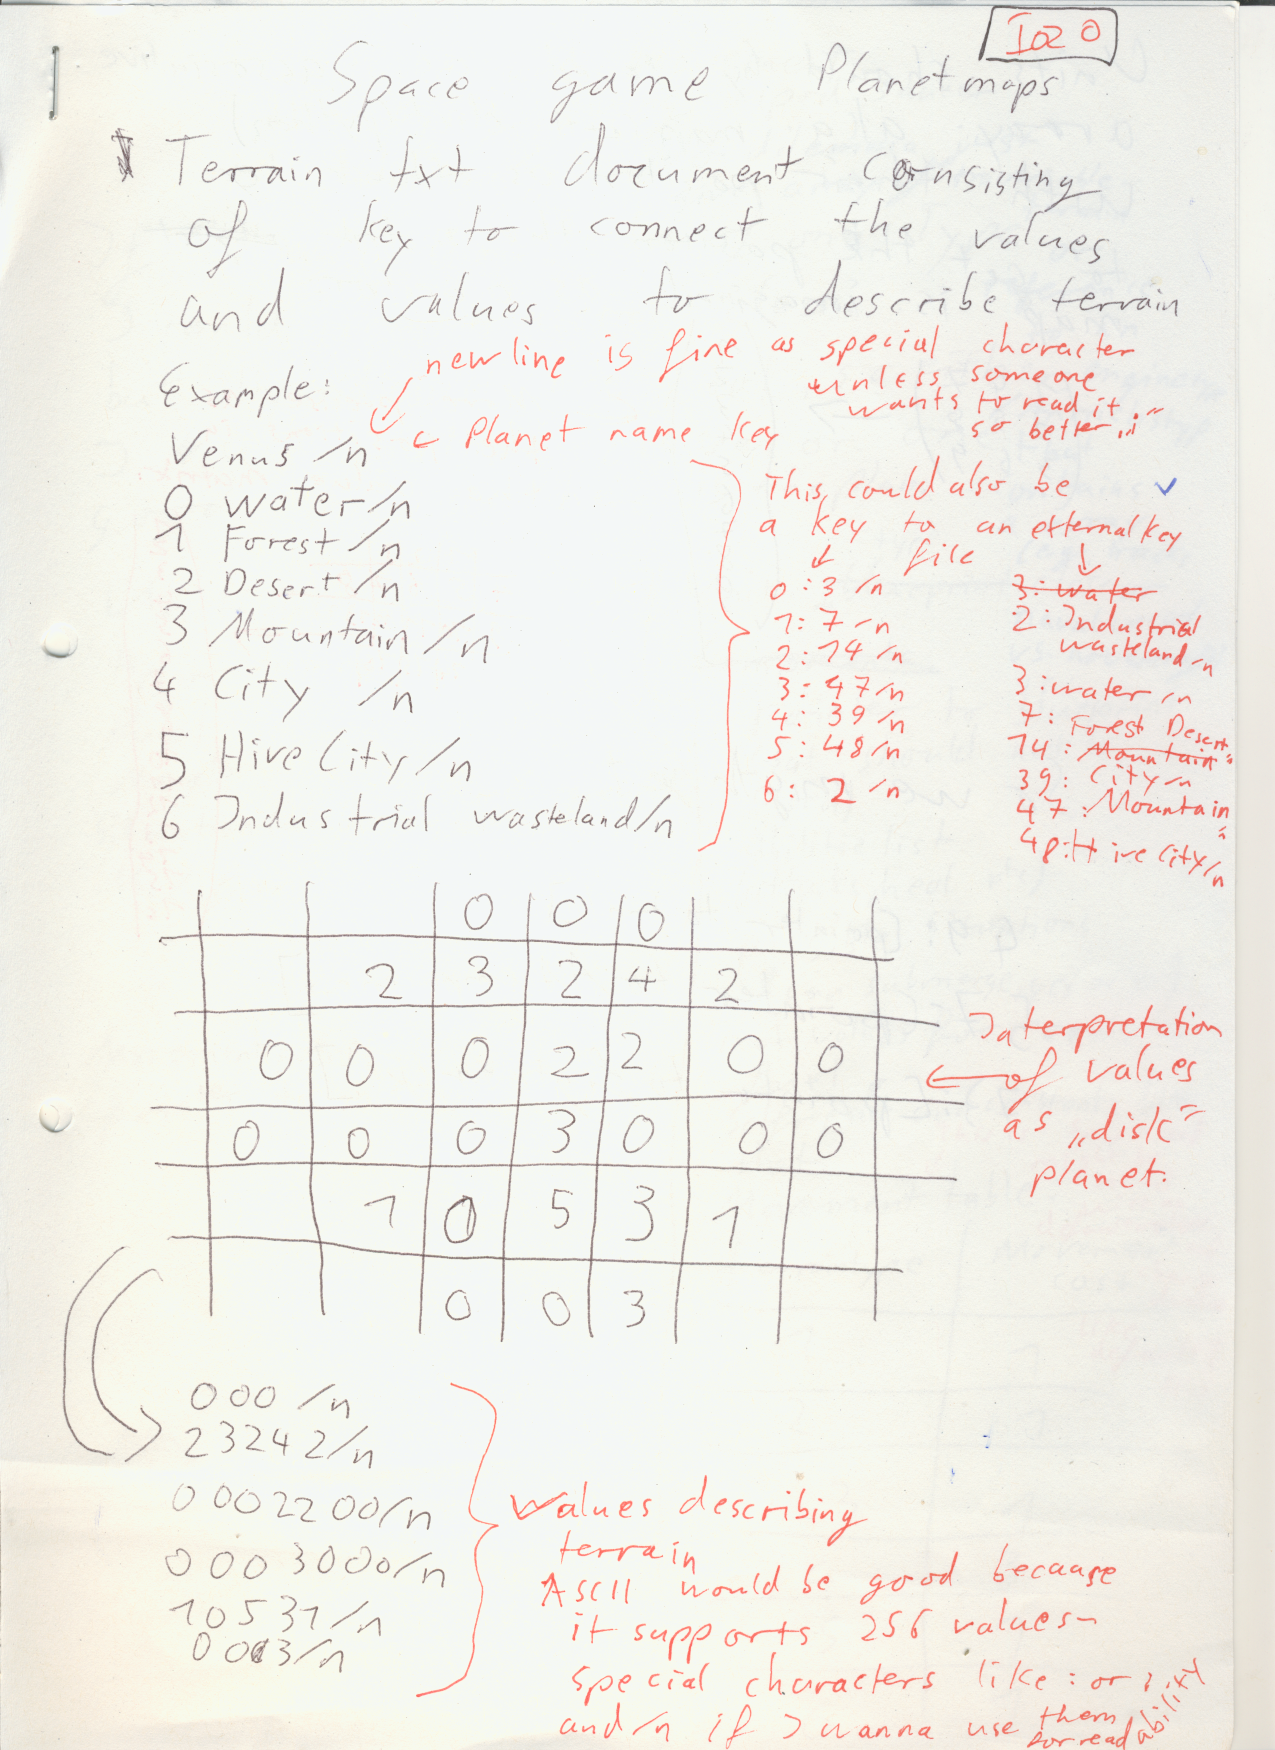 I020
Space game Planetmaps
Terrain txt document consisting
of key to connect the values
and values to describe terrain
newline is fine as special character
unless someone
wants to read it."
so better ..;
Example:
Venus /n
← Planet name key
0 water/n
1 Forest/n
2 Desert/n
3 Mountain/n
4 City /n
5 Hive City/n
6 Industrial wasteland/n
This could also be
a key to an external key
file
0:3 /n
1:7 /n
2:14 /n
3:47/n
4:39/n
5:48/n
6:2/n
3:water
2:Industrial
wasteland/n
3:water /n
7: Forest Desert
14: Mountain"
39: City/n
47: Mountain
"
48:Hive City/n
0 0 0
2 3 2 4 2
0 0 0 2 2 0 0
0 0 0 3 0 0 0
1 0 5 3 1
0 0 3
Interpretation
of values
as „disk"
planet.
000 /n
23242/n
0002200/n
0003000/n
10531/n
003/n
Values describing
terrain
ASCII would be good because
it supports 256 values-
special characters like : or ;
and /n if I wanna use them
for readability